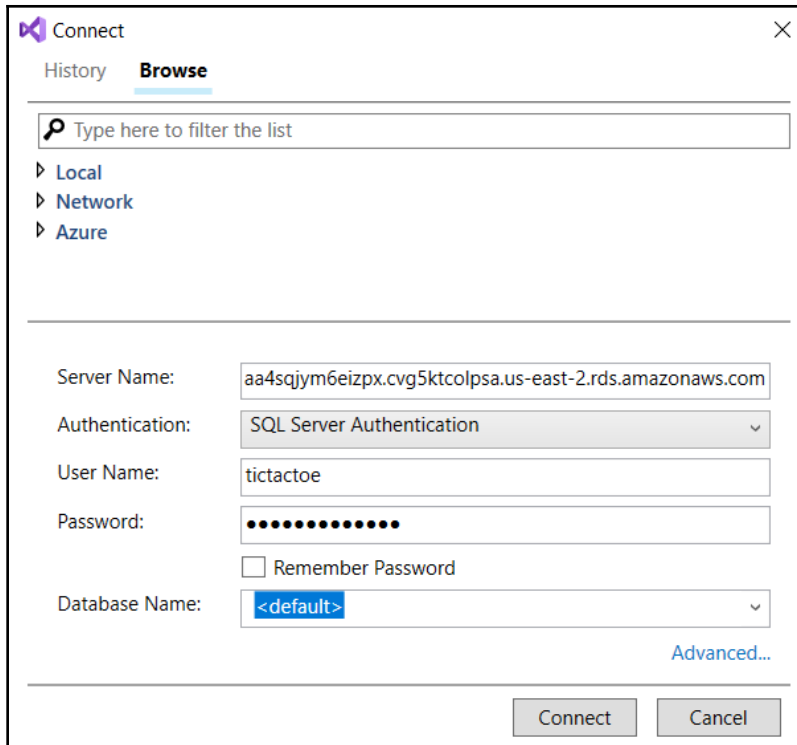 Connect
History Browse
Type here to filter the list
Local
Network
Azure
Server Name: aa4sqjym6eizpx.cvg5ktcolpsa.us-east-2.rds.amazonaws.com
Authentication: SQL Server Authentication
User Name: tictactoe
Password: •••••••••••••
Remember Password
Database Name: <default>
Advanced...
Connect Cancel